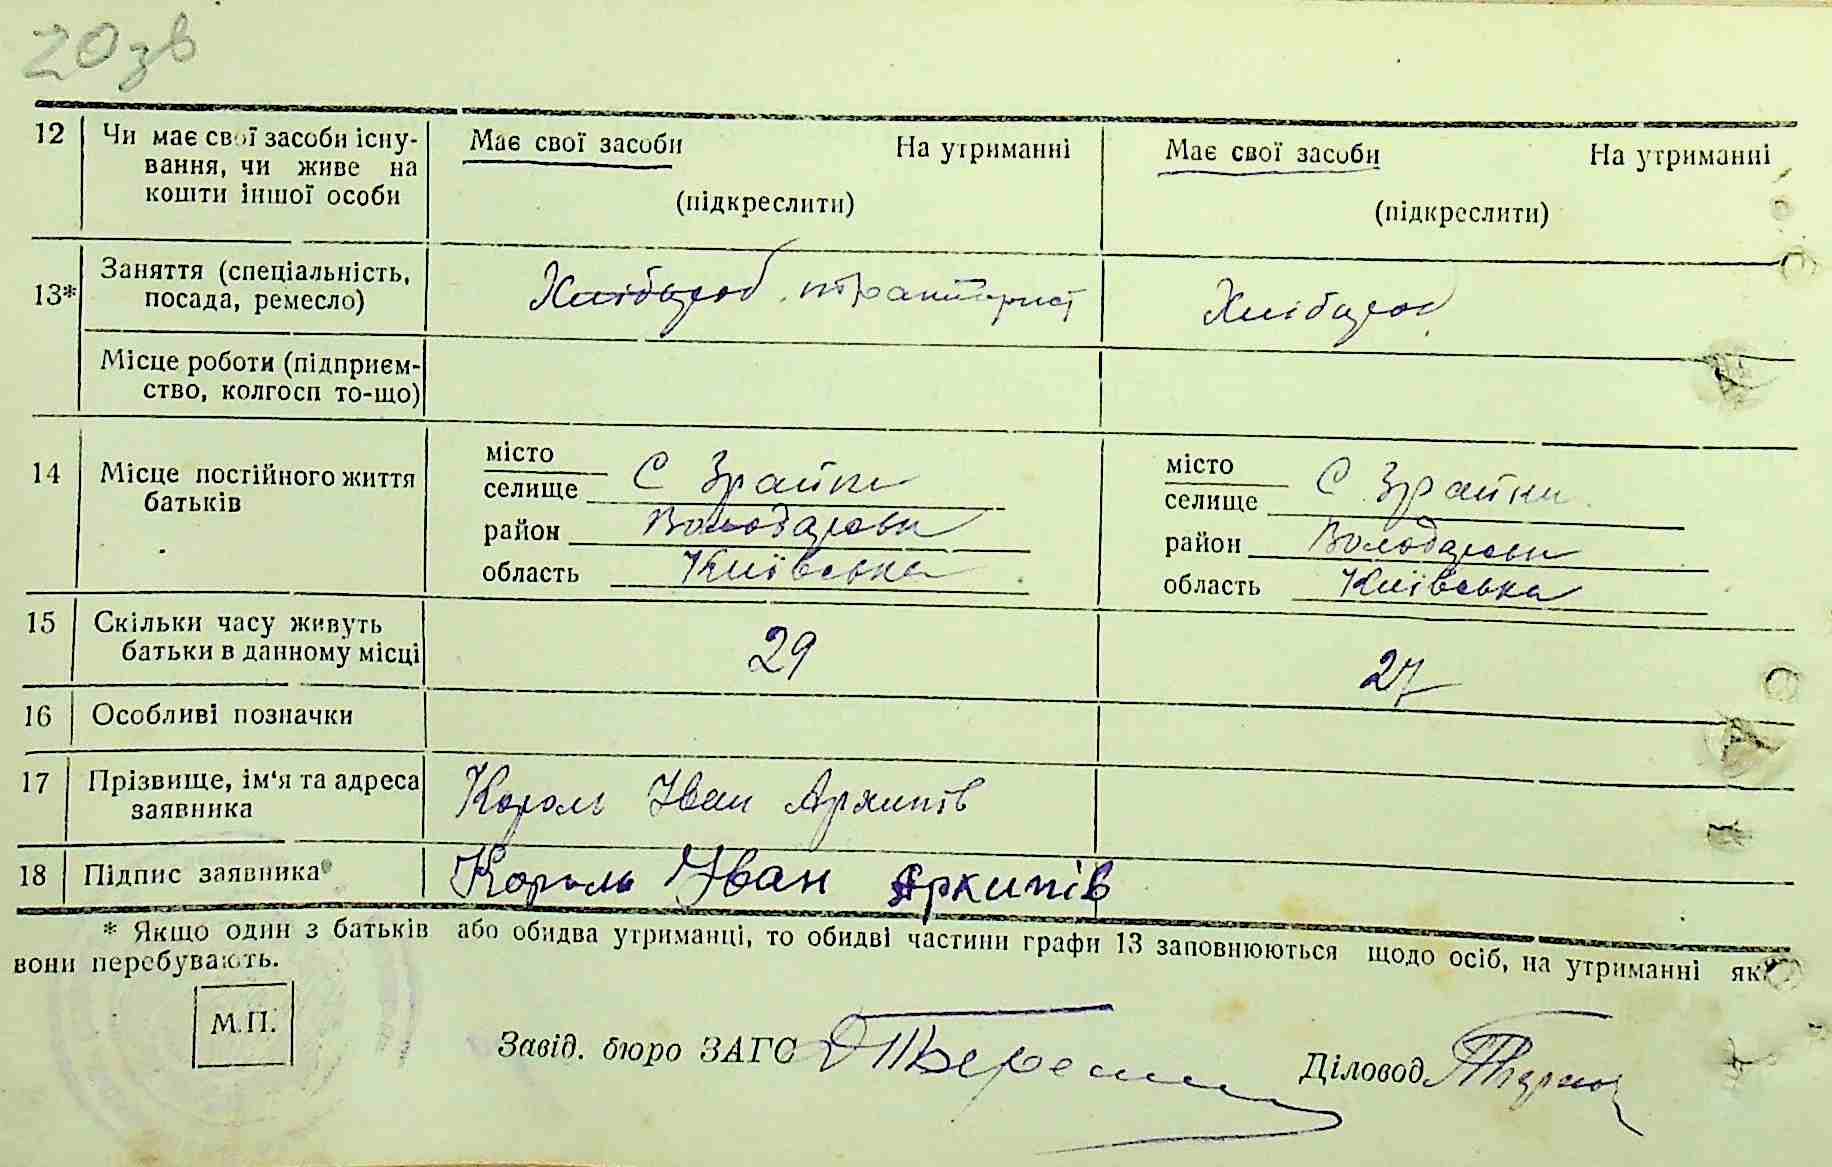 20зв
12 Чи має свої засоби існу-
вання, чи живе на
кошти іншої особи
Має свої засоби На утриманні
(підкреслити)
Має свої засоби На утриманні
(підкреслити)
13* Заняття (спеціальність,
посада, ремесло)
Хлібороб тракторист
Хлібороб
Місце роботи (підприєм-
ство, колгосп то-що)
14 Місце постійного життя
батьків
місто
селище С Зрайки
район Володарськ
область Київська
місто
селище С Зрайки
район Володарськ
область Київська
15 Скільки часу живуть
батьки в данному місці
29
27
16 Особливі позначки
17 Прізвище, ім'я та адреса
заявника
Король Іван Архипів
18 Підпис заявника
Король Іван Архипів
* Якщо один з батьків або обидва утриманці, то обидві частини графи 13 заповнюються щодо осіб, на утриманні як
вони перебувають.
М.П.
Завід. бюро ЗАГС
Діловод